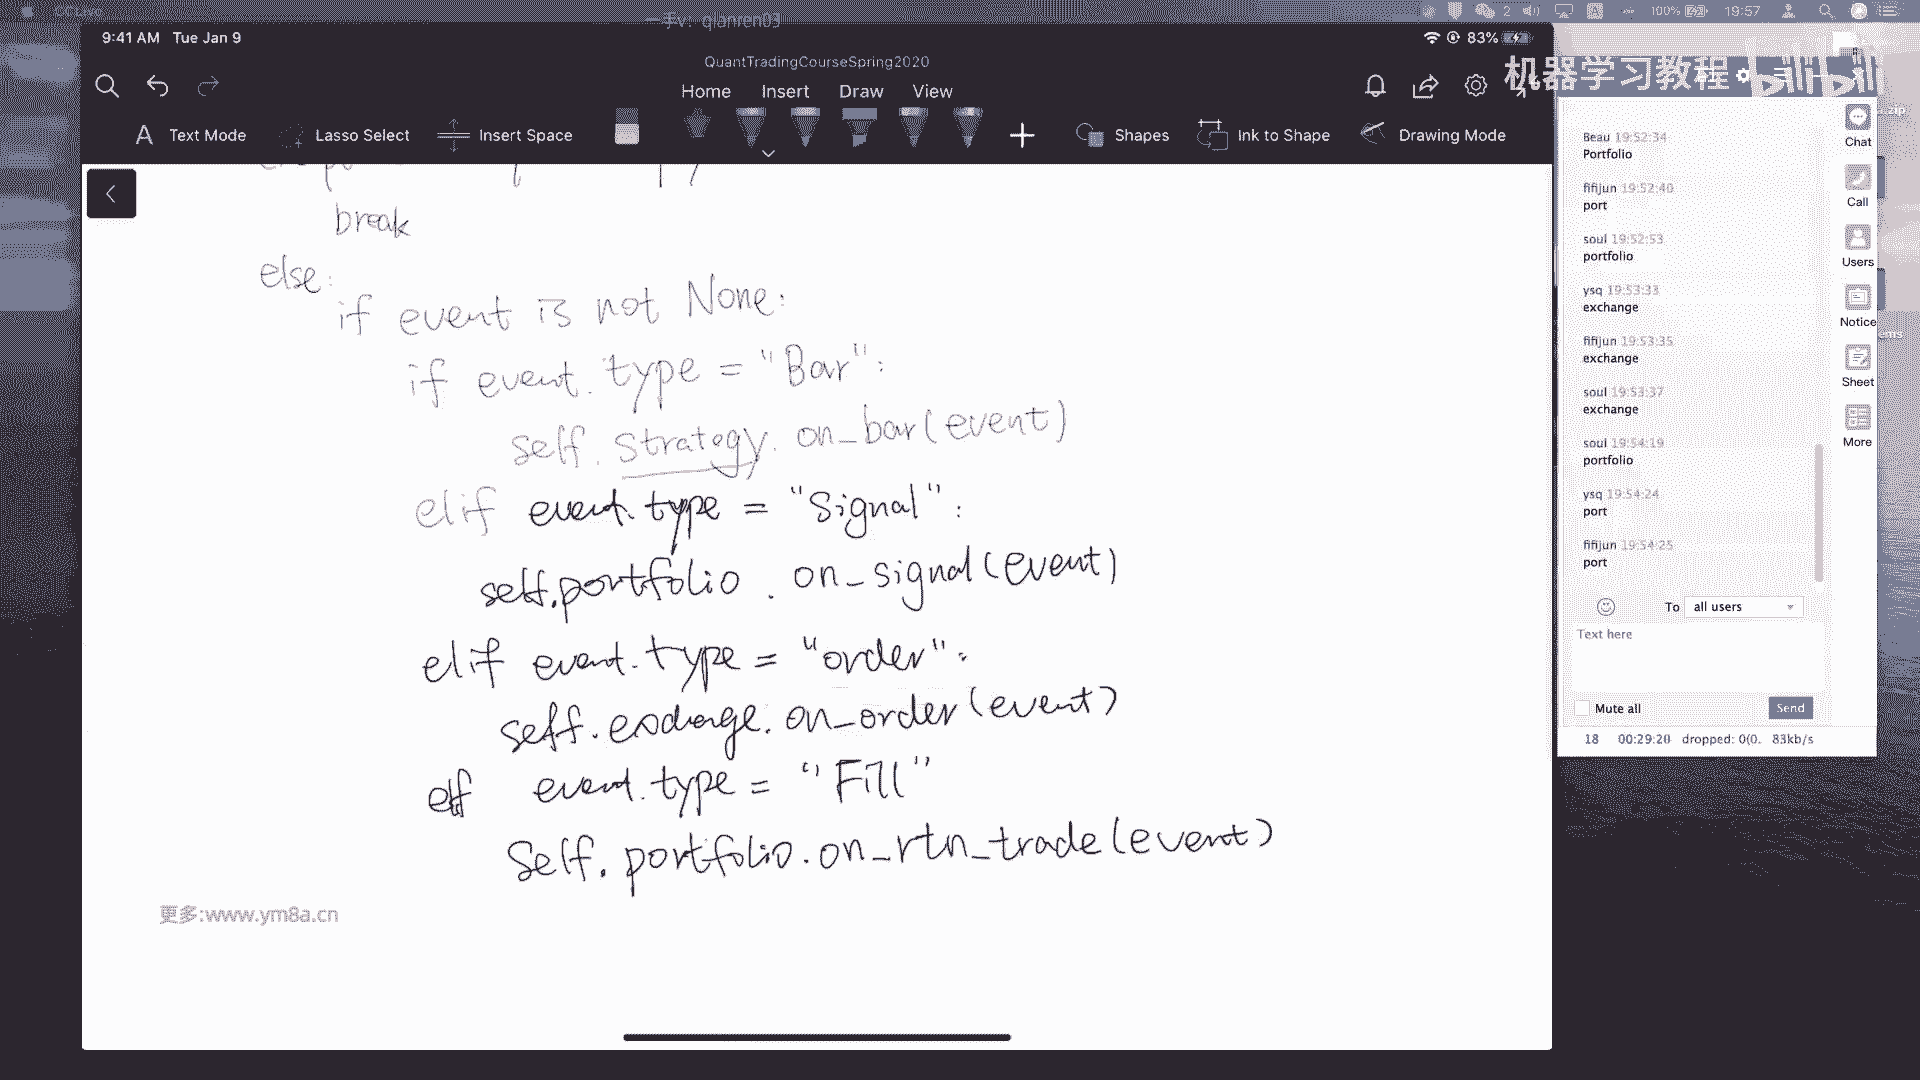 CCLive
一手v: qianren03
2
100%
19:57
9:41 AM Tue Jan 9
83%
QuantTradingCourseSpring2020
机器学习教程
bilibili
Home Insert Draw View
Text Mode Lasso Select Insert Space Shapes Ink to Shape Drawing Mode
break
else:
if event is not None:
if event.type = "Bar":
self.strategy.on_bar(event)
elif event.type = "Signal":
self.portfolio.on_signal(event)
elif event.type = "order":
self.exchange.on_order(event)
elif event.type = "Fill"
self.portfolio.on_rtn_trade(event)
更多:www.ym8a.cn
Beau 19:52:34
Portfolio
fifijun 19:52:40
port
soul 19:52:53
portfolio
ysq 19:53:33
exchange
fifijun 19:53:35
exchange
soul 19:53:37
exchange
soul 19:54:19
portfolio
ysq 19:54:24
port
fifijun 19:54:25
port
To all users
Text here
Mute all
Send
18 00:29:20 dropped: 0(0. 83kb/s
Chat
Call
Users
Notice
Sheet
More
.zip
ems